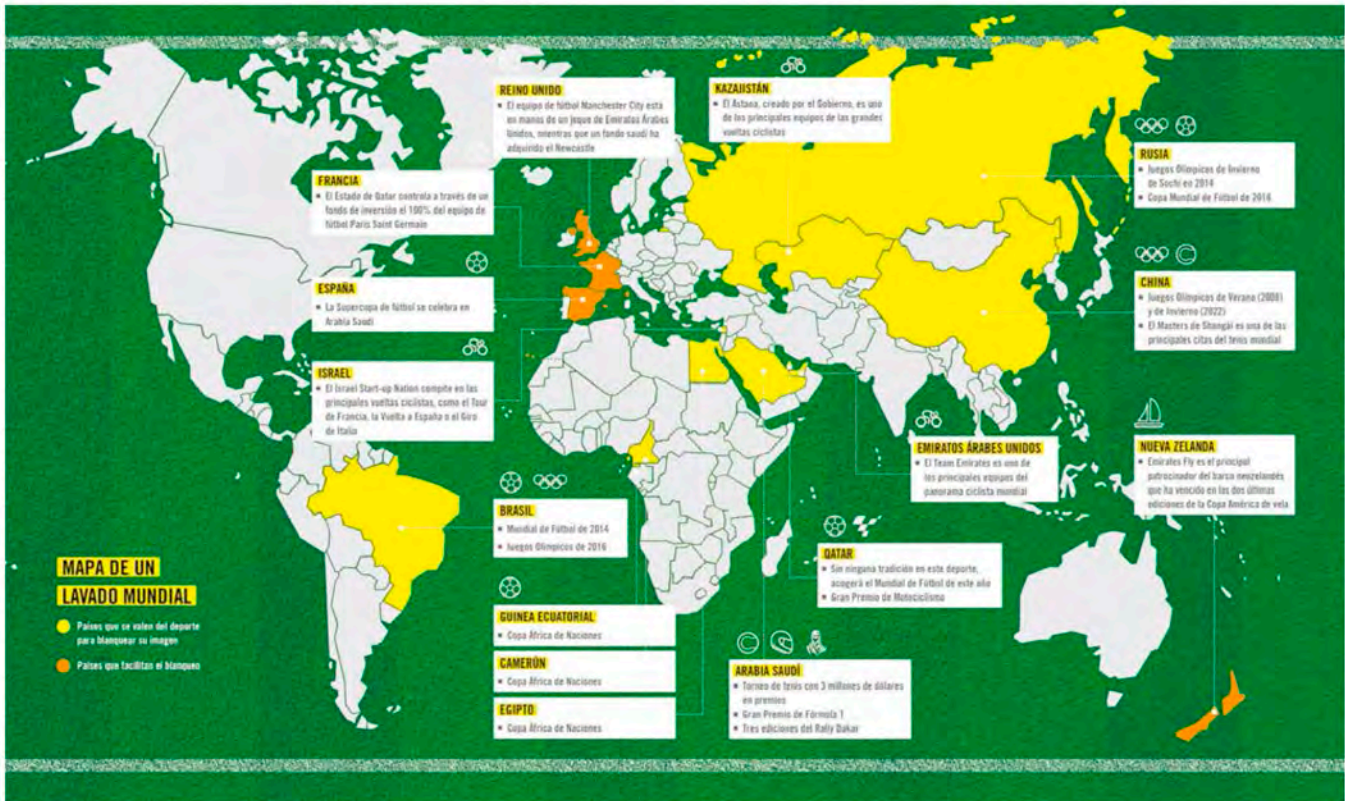 REINO UNIDO
El equipo de fútbol Manchester City está
en manos de un jeque de Emiratos Árabes
Unidos, mientras que un fondo saudí ha
adquirido el Newcastle
KAZAJISTÁN
El Astana, creado por el Gobierno, es uno
de los principales equipos de las grandes
vueltas ciclistas
RUSIA
Juegos Olímpicos de Invierno
de Sochi en 2014
Copa Mundial de Fútbol de 2018
FRANCIA
El Estado de Qatar controla a través de un
fondo de inversión el 100% del equipo de
fútbol París Saint Germain
ESPAÑA
La Supercopa de fútbol se celebra en
Arabia Saudí
CHINA
Juegos Olímpicos de Verano (2008)
y de Invierno (2022)
El Masters de Shangái es una de las
principales citas del tenis mundial
ISRAEL
El Israel Start-up Nation compite en las
principales vueltas ciclistas, como el Tour
de Francia, la Vuelta a España o el Giro
de Italia
EMIRATOS ÁRABES UNIDOS
El Team Emirates es uno de
los principales equipos del
panorama ciclista mundial
NUEVA ZELANDA
Emirates Fly es el principal
patrocinador del barco neozelandés
que ha vencido en las dos últimas
ediciones de la Copa América de vela
BRASIL
Mundial de Fútbol de 2014
Juegos Olímpicos de 2016
QATAR
Sin ninguna tradición en este deporte,
acogerá el Mundial de Fútbol de este año
Gran Premio de Motociclismo
MAPA DE UN
LAVADO MUNDIAL
Países que se valen del deporte
para blanquear su imagen
Países que facilitan el blanqueo
GUINEA ECUATORIAL
Copa África de Naciones
CAMERÚN
Copa África de Naciones
EGIPTO
Copa África de Naciones
ARABIA SAUDÍ
Torneo de tenis con 3 millones de dólares
en premios
Gran Premio de Fórmula 1
Tres ediciones del Rally Dakar